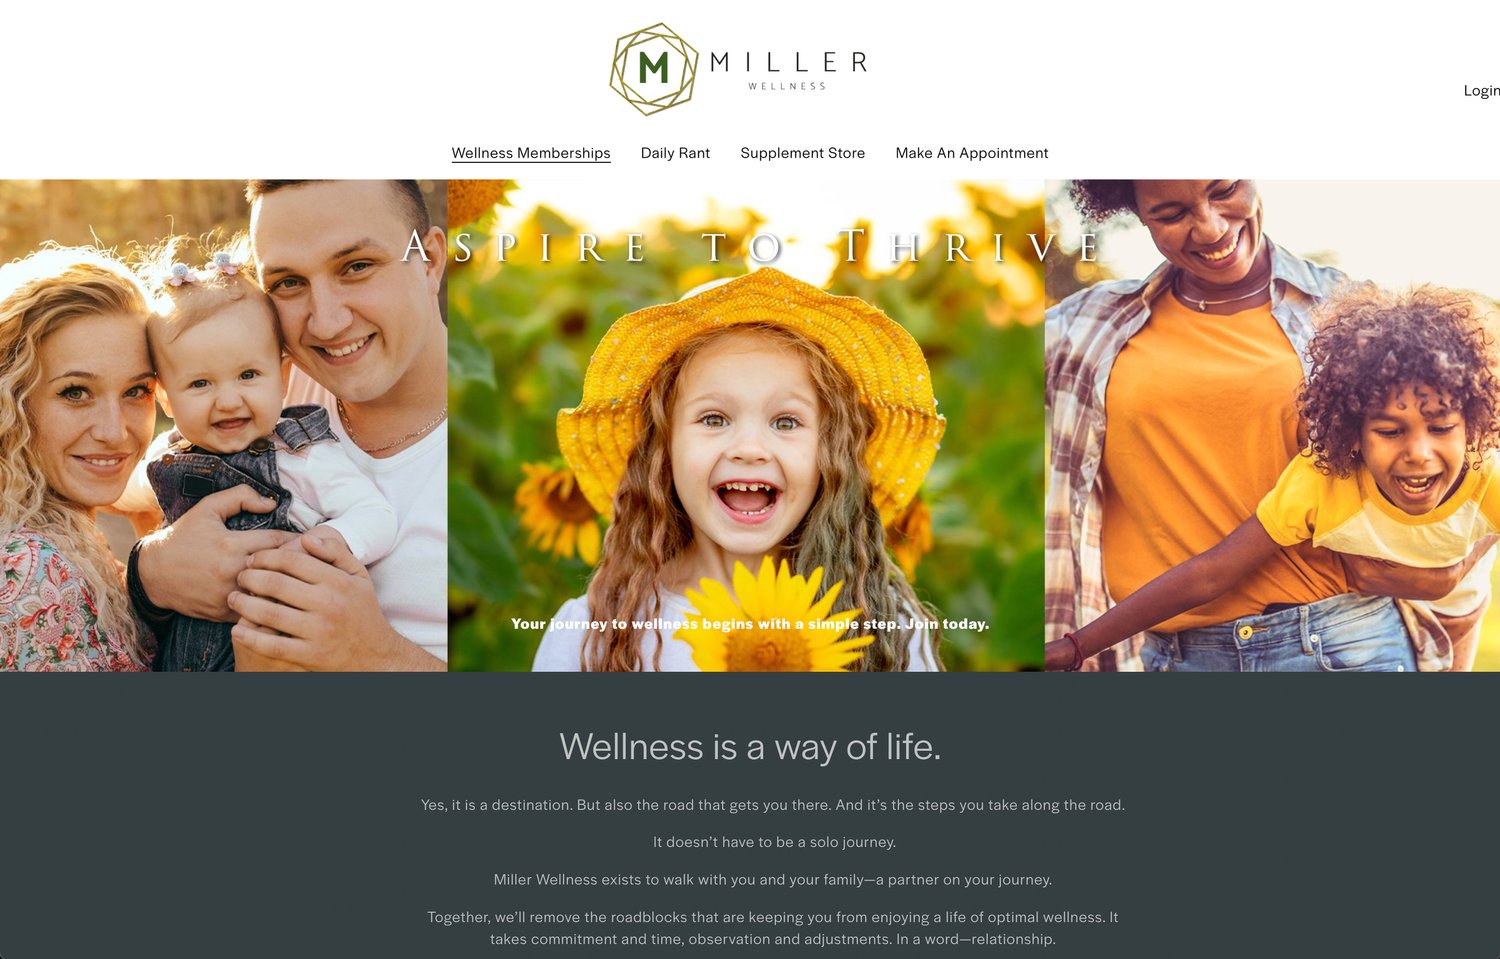 M
MILLER
WELLNESS
Login
Wellness Memberships
Daily Rant
Supplement Store
Make An Appointment
ASPIRE TO THRIVE
Your journey to wellness begins with a simple step. Join today.
Wellness is a way of life.
Yes, it is a destination. But also the road that gets you there. And it’s the steps you take along the road.
It doesn’t have to be a solo journey.
Miller Wellness exists to walk with you and your family—a partner on your journey.
Together, we’ll remove the roadblocks that are keeping you from enjoying a life of optimal wellness. It
takes commitment and time, observation and adjustments. In a word—relationship.